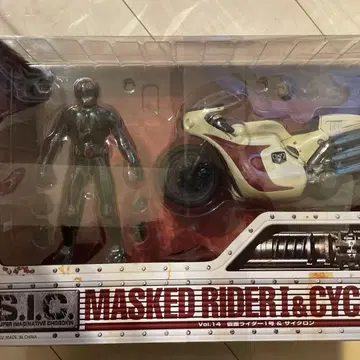 S.I.C.
SUPER IMAGINATIVE CHOGOKIN
MASKED RIDER 1 & CYC
Vol.14 仮面ライダー1号 & サイクロン
MADE IN CHINA